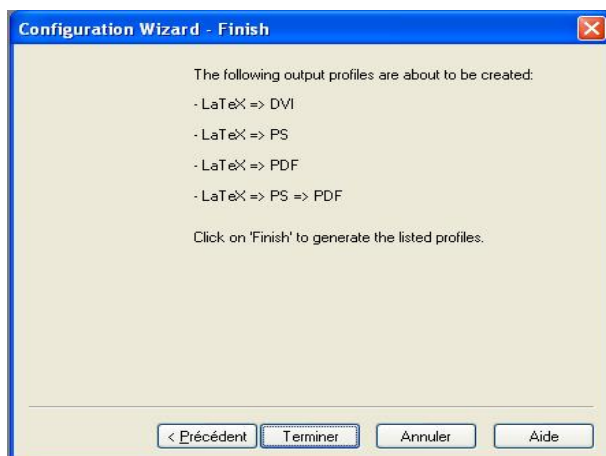 Configuration Wizard - Finish
The following output profiles are about to be created:
- LaTeX => DVI
- LaTeX => PS
- LaTeX => PDF
- LaTeX => PS => PDF
Click on 'Finish' to generate the listed profiles.
< Précédent Terminer Annuler Aide